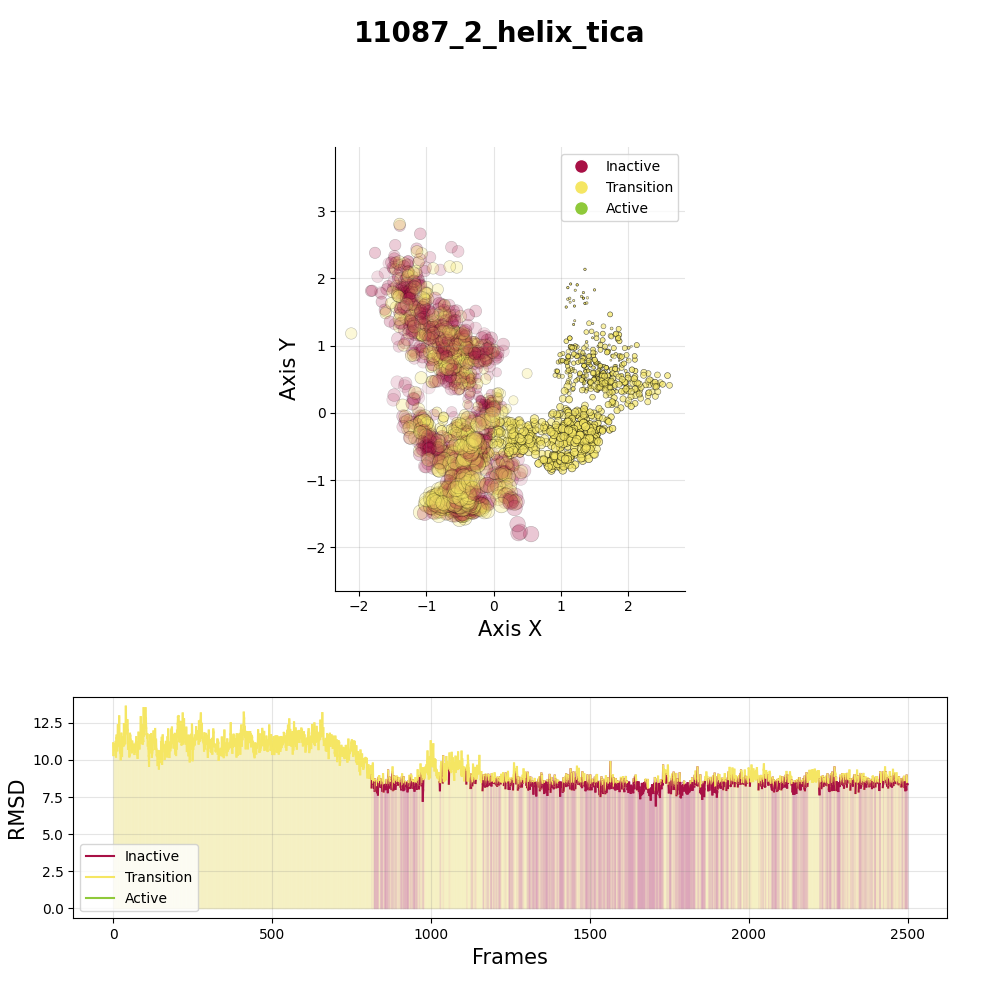 11087_2_helix_tica
Inactive
Transition
Active
3
2
1
0
−1
−2
Axis Y
−2 −1 0 1 2
Axis X
12.5
10.0
7.5
5.0
2.5
0.0
RMSD
Inactive
Transition
Active
0 500 1000 1500 2000 2500
Frames